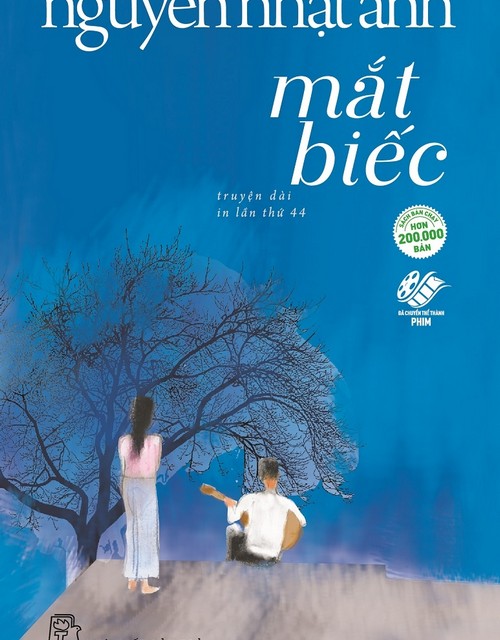 nguyễn nhật ánh
mắt
biếc
truyện dài
in lần thứ 44
SÁCH BÁN CHẠY
HƠN
200.000
BẢN
ĐÃ CHUYỂN THỂ THÀNH
PHIM